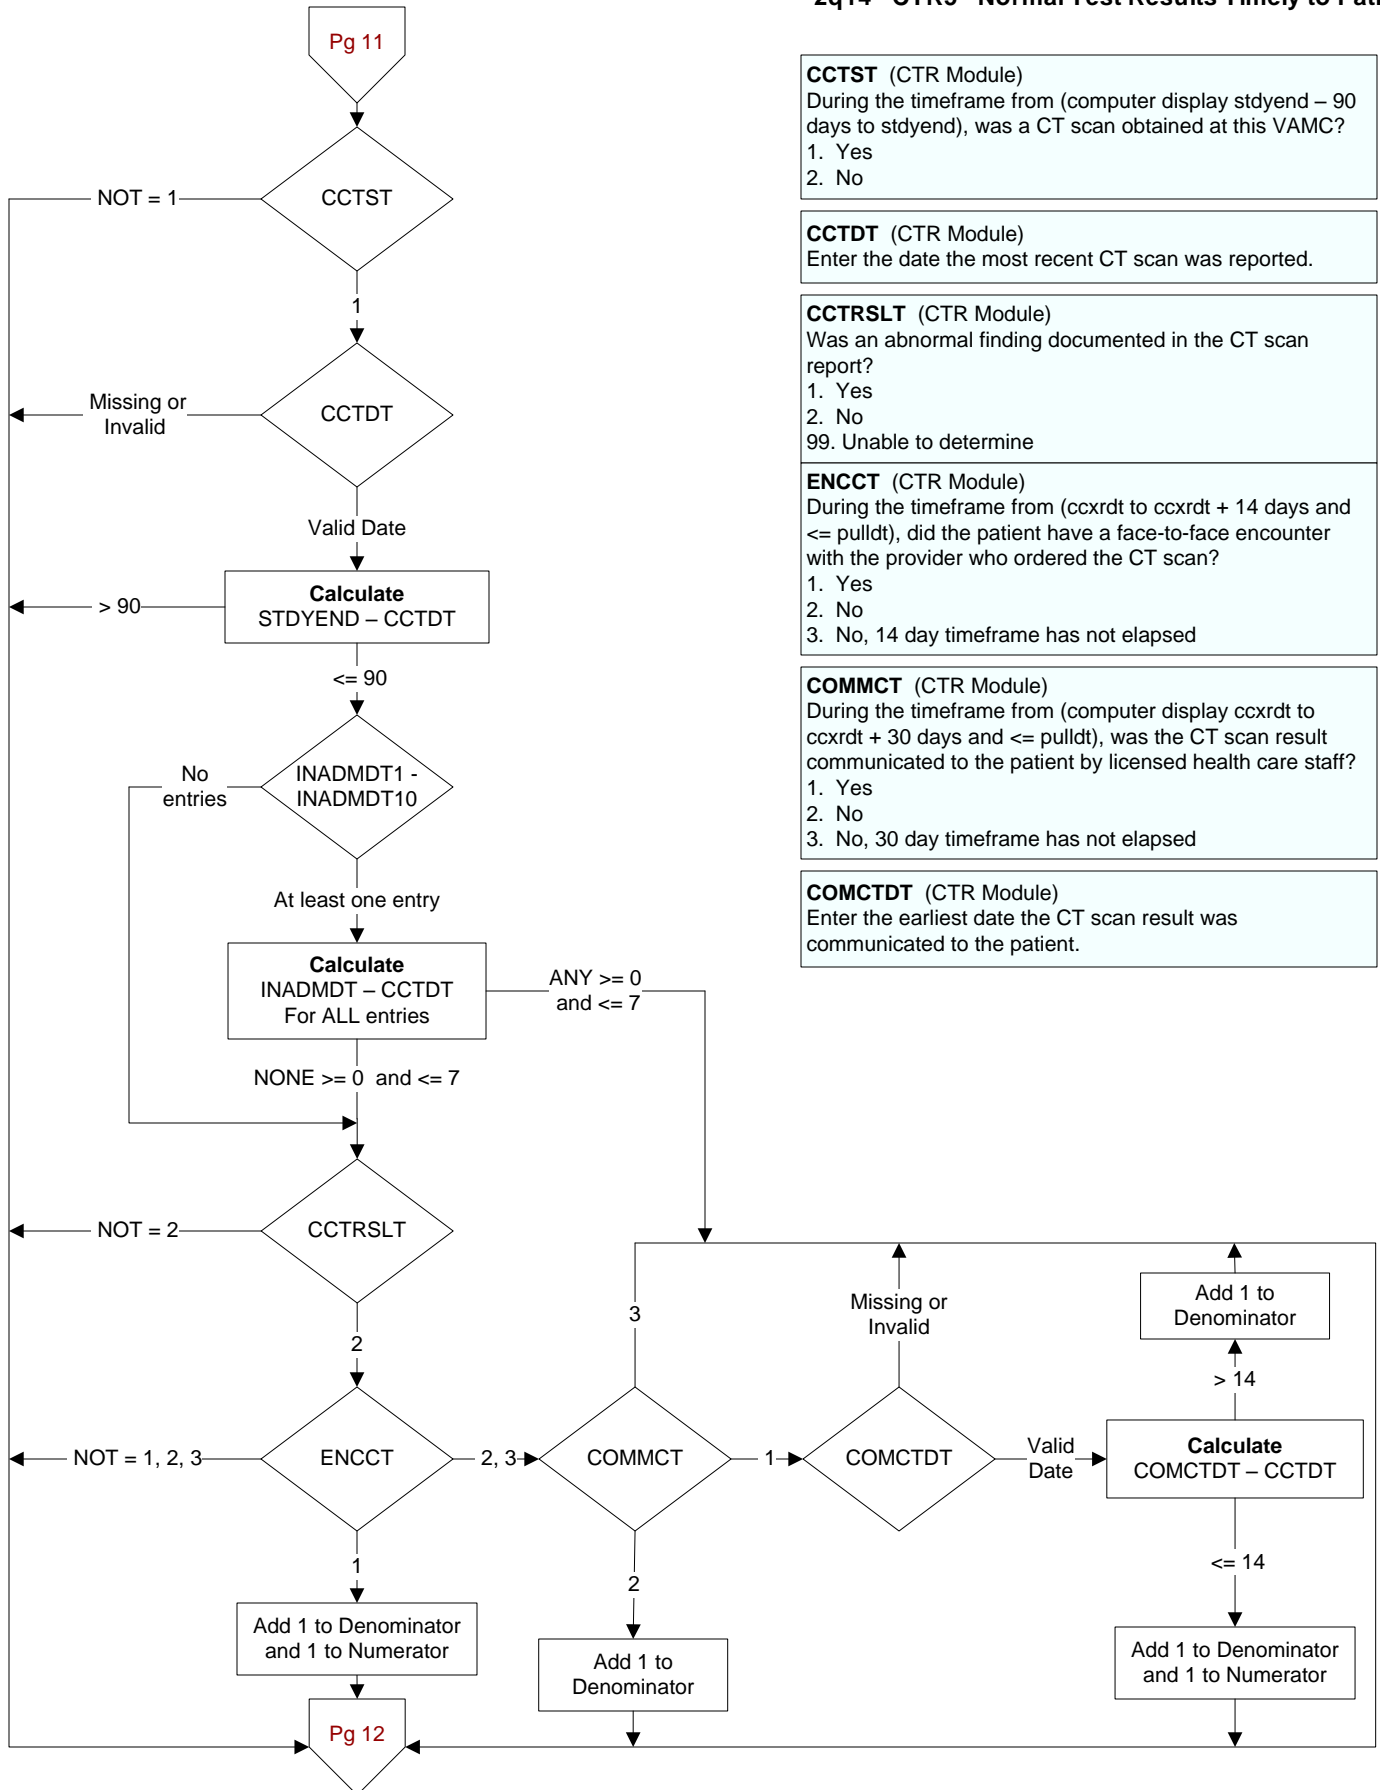 2q14 CTR5 Normal Test Results Timely to
Pg 11
CCTST (CTR Module)
During the timeframe from (computer display stdyend – 90
days to stdyend), was a CT scan obtained at this VAMC?
1. Yes
2. No
CCTDT (CTR Module)
Enter the date the most recent CT scan was reported.
CCTRSLT (CTR Module)
Was an abnormal finding documented in the CT scan
report?
1. Yes
2. No
99. Unable to determine
ENCCT (CTR Module)
During the timeframe from (ccxrdt to ccxrdt + 14 days and
<= pulldt), did the patient have a face-to-face encounter
with the provider who ordered the CT scan?
1. Yes
2. No
3. No, 14 day timeframe has not elapsed
COMMCT (CTR Module)
During the timeframe from (computer display ccxrdt to
ccxrdt + 30 days and <= pulldt), was the CT scan result
communicated to the patient by licensed health care staff?
1. Yes
2. No
3. No, 30 day timeframe has not elapsed
COMCTDT (CTR Module)
Enter the earliest date the CT scan result was
communicated to the patient.
CCTST
NOT = 1
1
CCTDT
Missing or
Invalid
Valid Date
Calculate
STDYEND – CCTDT
> 90
<= 90
INADMDT1 -
INADMDT10
No
entries
At least one entry
Calculate
INADMDT – CCTDT
For ALL entries
ANY >= 0
and <= 7
NONE >= 0 and <= 7
CCTRSLT
NOT = 2
2
ENCCT
NOT = 1, 2, 3
2, 3
1
Add 1 to Denominator
and 1 to Numerator
COMMCT
3
1
2
Add 1 to
Denominator
COMCTDT
Missing or
Invalid
Valid
Date
Calculate
COMCTDT – CCTDT
> 14
Add 1 to
Denominator
<= 14
Add 1 to Denominator
and 1 to Numerator
Pg 12